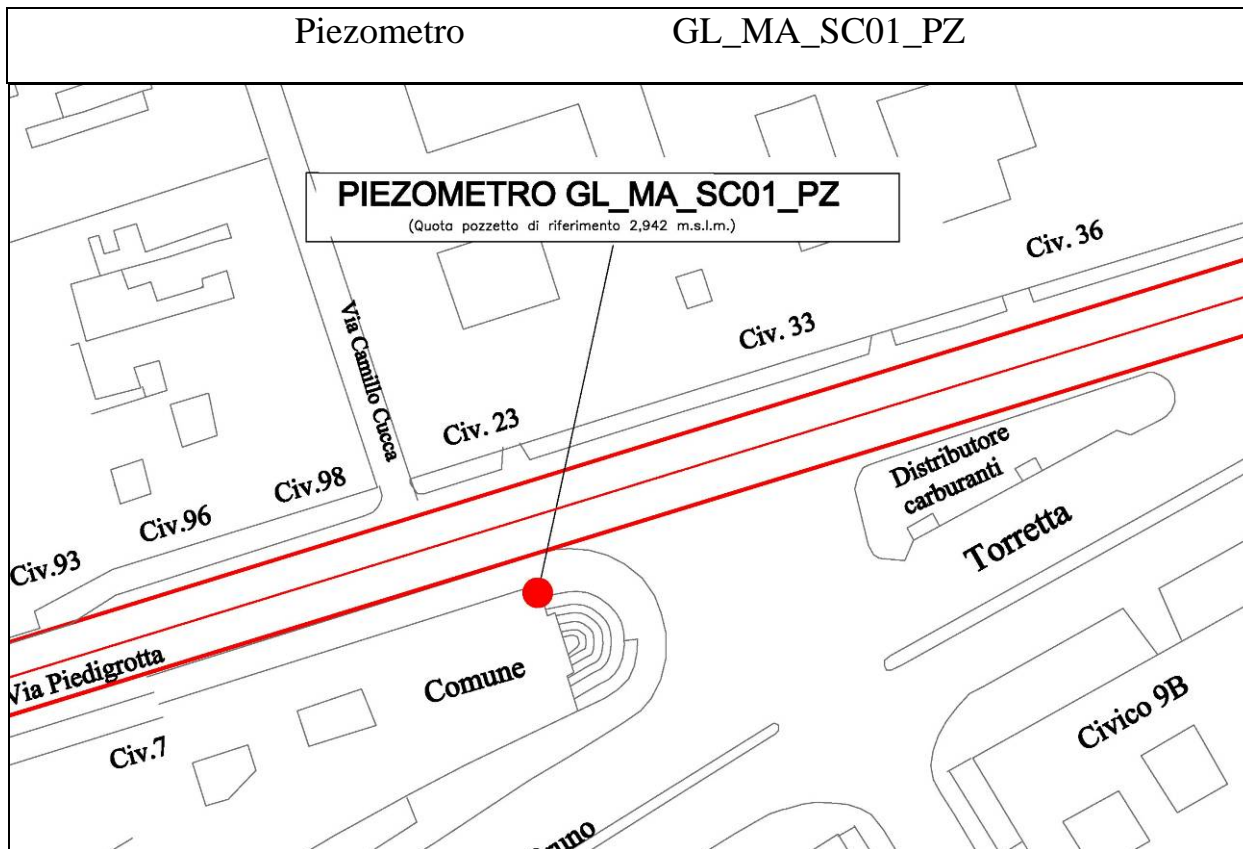 Piezometro GL_MA_SC01_PZ
PIEZOMETRO GL_MA_SC01_PZ
(Quota pozzetto di riferimento 2,942 m.s.l.m.)
Civ. 36
Civ. 33
Via Camillo Cucca
Civ. 23
Distributore
carburanti
Civ.98
Civ.96
Torretta
Civ.93
Via Piedigrotta
Comune
Civico 9B
Civ.7